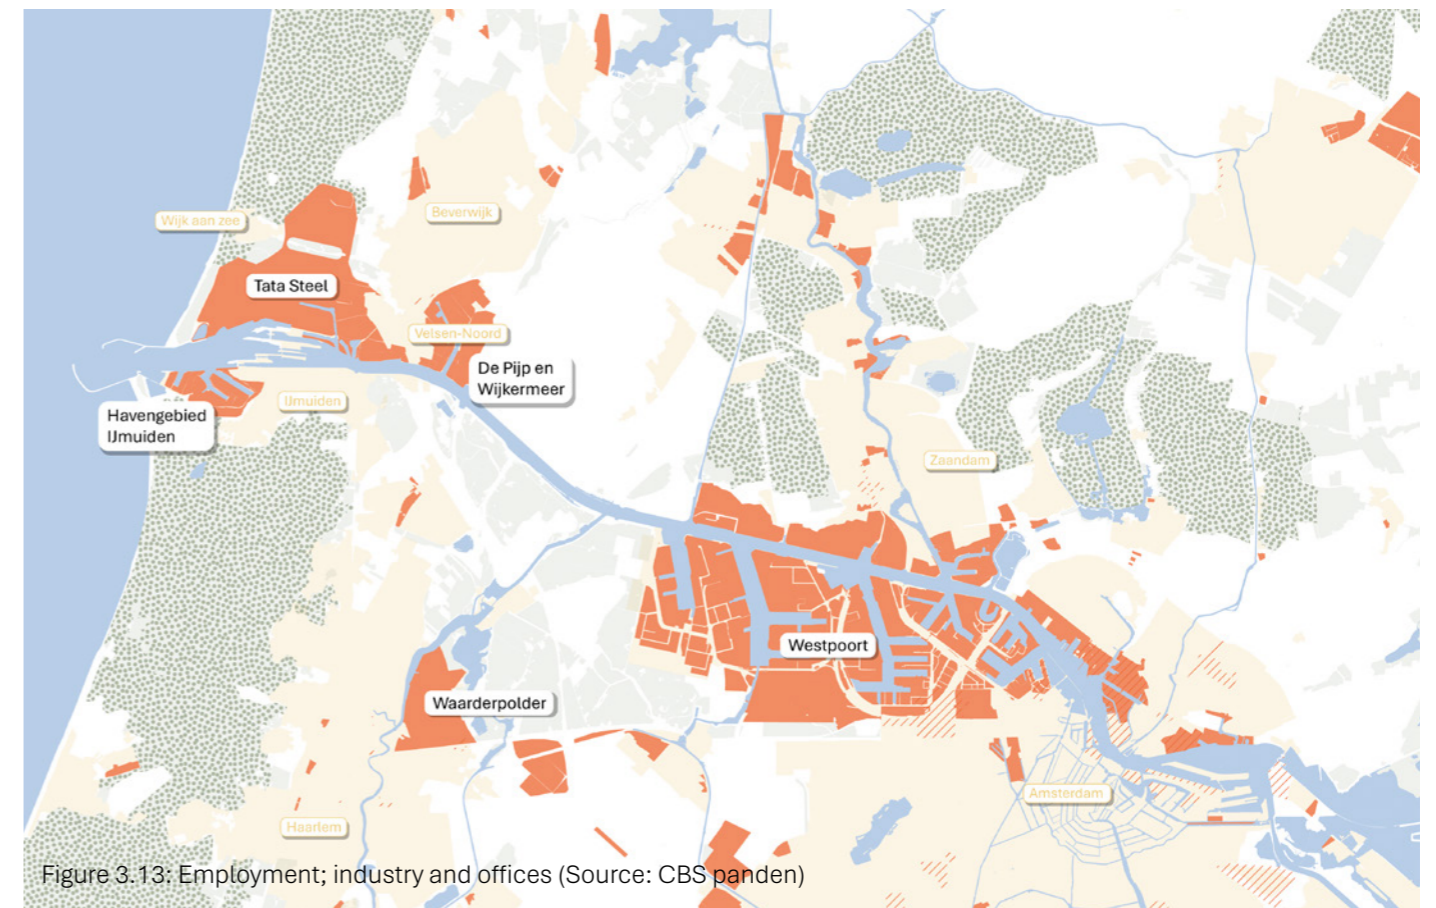 Wijk aan zee
Beverwijk
Tata Steel
Velsen-Noord
De Pijp en
Wijkermeer
IJmuiden
Havengebied
IJmuiden
Zaandam
Westpoort
Waarderpolder
Amsterdam
Haarlem
Figure 3.13: Employment; industry and offices (Source: CBS panden)